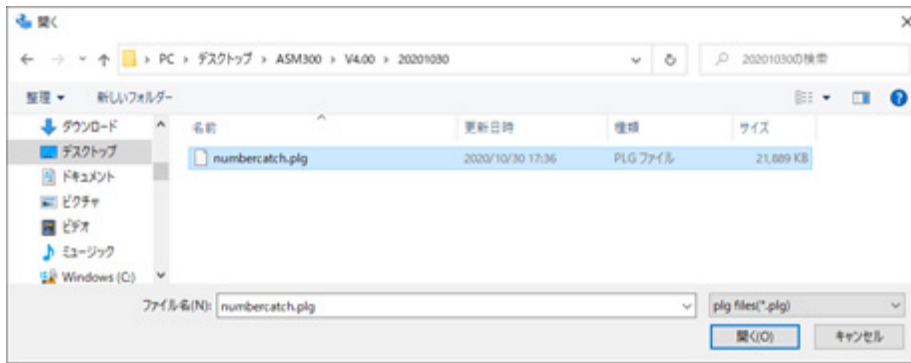 開く
PC > デスクトップ > ASM300 > V4.00 > 20201030
20201030の検索
整理 新しいフォルダー
ダウンロード
デスクトップ
ドキュメント
ピクチャ
ビデオ
ミュージック
Windows (C:)
名前 更新日時 種類 サイズ
numbercatch.plg 2020/10/30 17:36 PLG ファイル 21,889 KB
ファイル名(N): numbercatch.plg plg files(*.plg)
開く(O) キャンセル